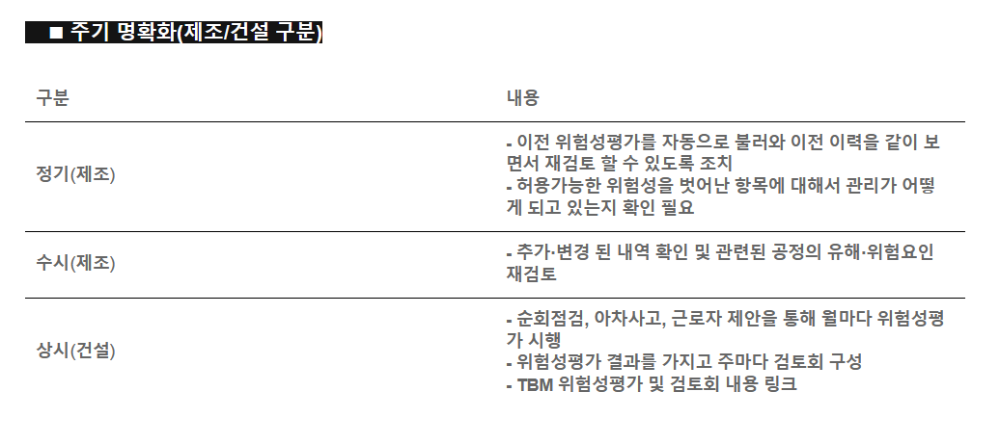 ■ 주기 명확화(제조/건설 구분)
구분
내용
정기(제조)
- 이전 위험성평가를 자동으로 불러와 이전 이력을 같이 보
면서 재검토 할 수 있도록 조치
- 허용가능한 위험성을 벗어난 항목에 대해서 관리가 어떻
게 되고 있는지 확인 필요
수시(제조)
- 추가·변경 된 내역 확인 및 관련된 공정의 유해·위험요인
재검토
상시(건설)
- 순회점검, 아차사고, 근로자 제안을 통해 월마다 위험성평
가 시행
- 위험성평가 결과를 가지고 주마다 검토회 구성
- TBM 위험성평가 및 검토회 내용 링크